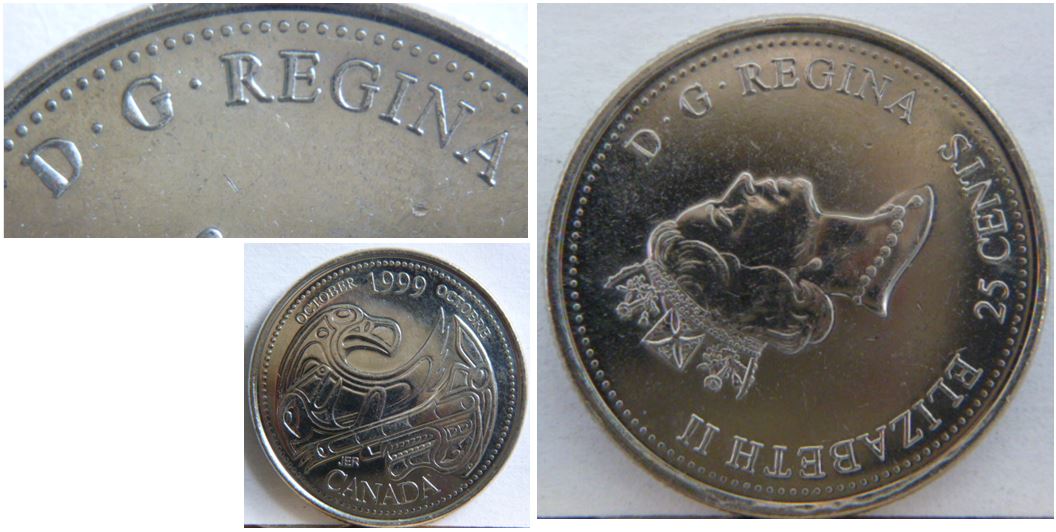 D · G · REGINA
OCTOBER 1999 OCTOBRE
JER
CANADA
ELIZABETH II D · G · REGINA
25 CENTS